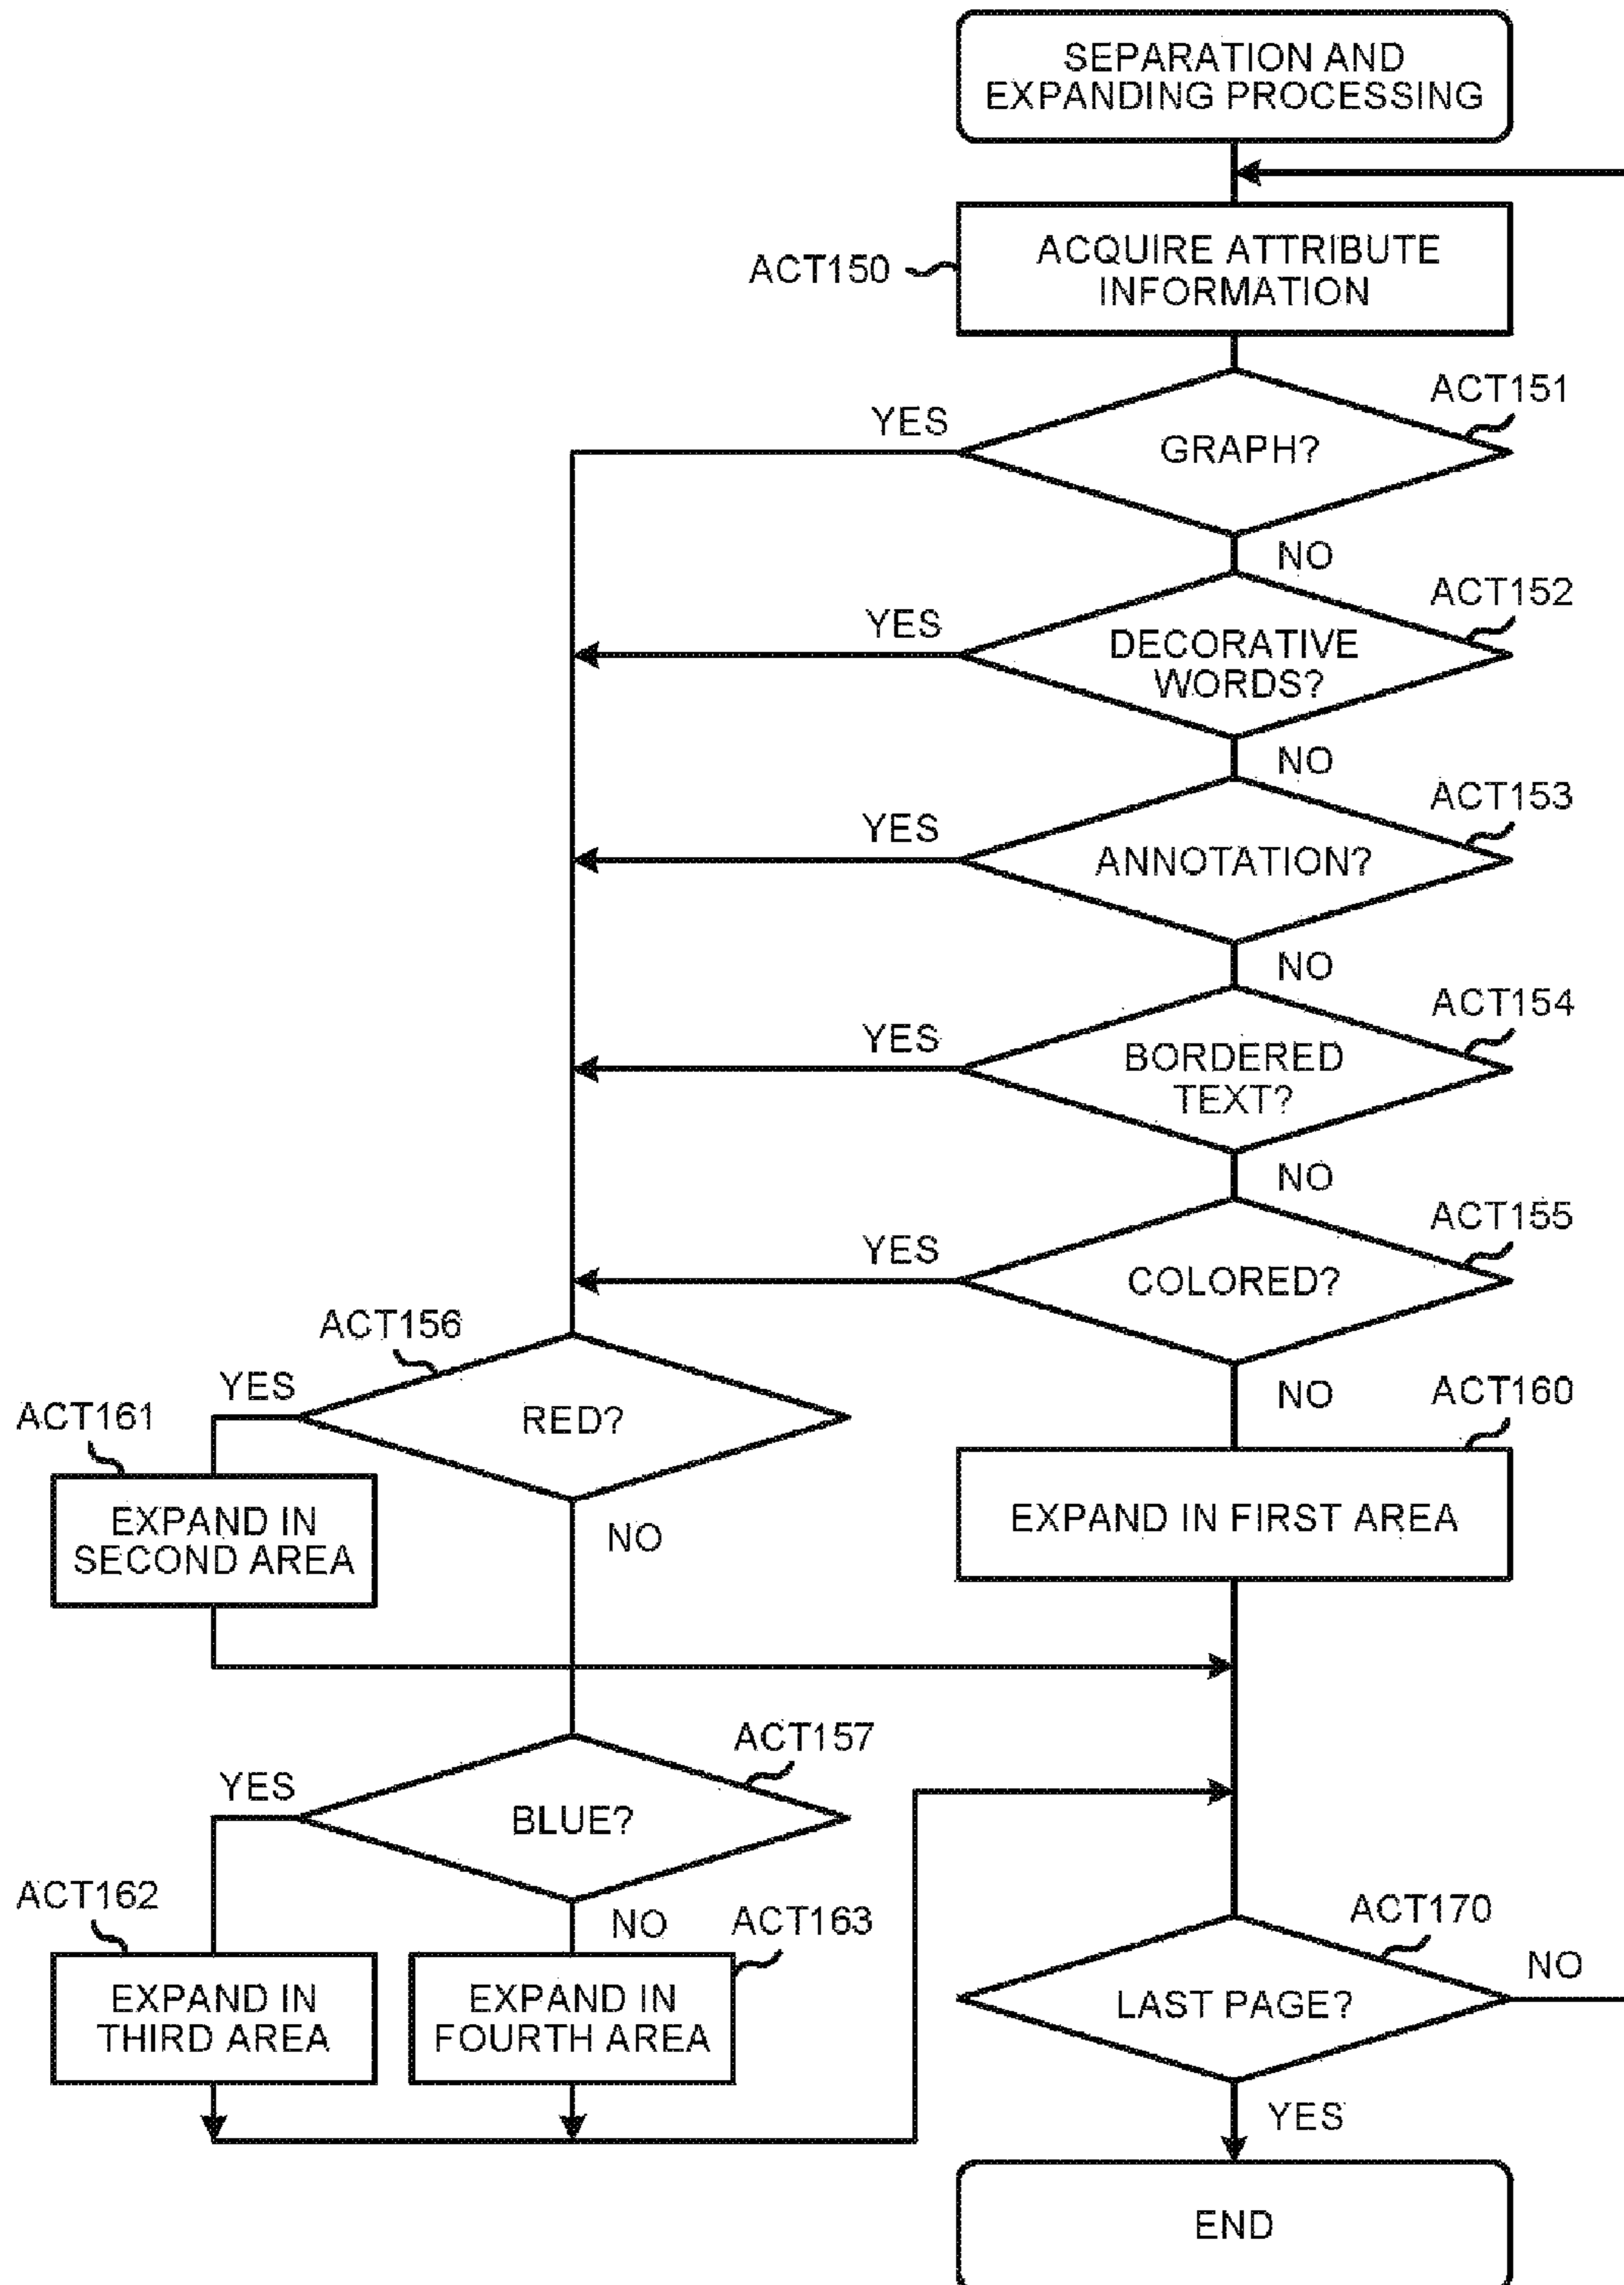 SEPARATION AND
EXPANDING PROCESSING
ACT150
ACQUIRE ATTRIBUTE
INFORMATION
ACT151
YES
GRAPH?
NO
ACT152
YES
DECORATIVE
WORDS?
NO
ACT153
YES
ANNOTATION?
NO
ACT154
YES
BORDERED
TEXT?
NO
ACT155
YES
COLORED?
NO
ACT156
YES
RED?
NO
ACT160
EXPAND IN FIRST AREA
ACT161
EXPAND IN
SECOND AREA
ACT157
YES
BLUE?
NO
ACT162
EXPAND IN
THIRD AREA
ACT163
EXPAND IN
FOURTH AREA
ACT170
LAST PAGE?
NO
YES
END